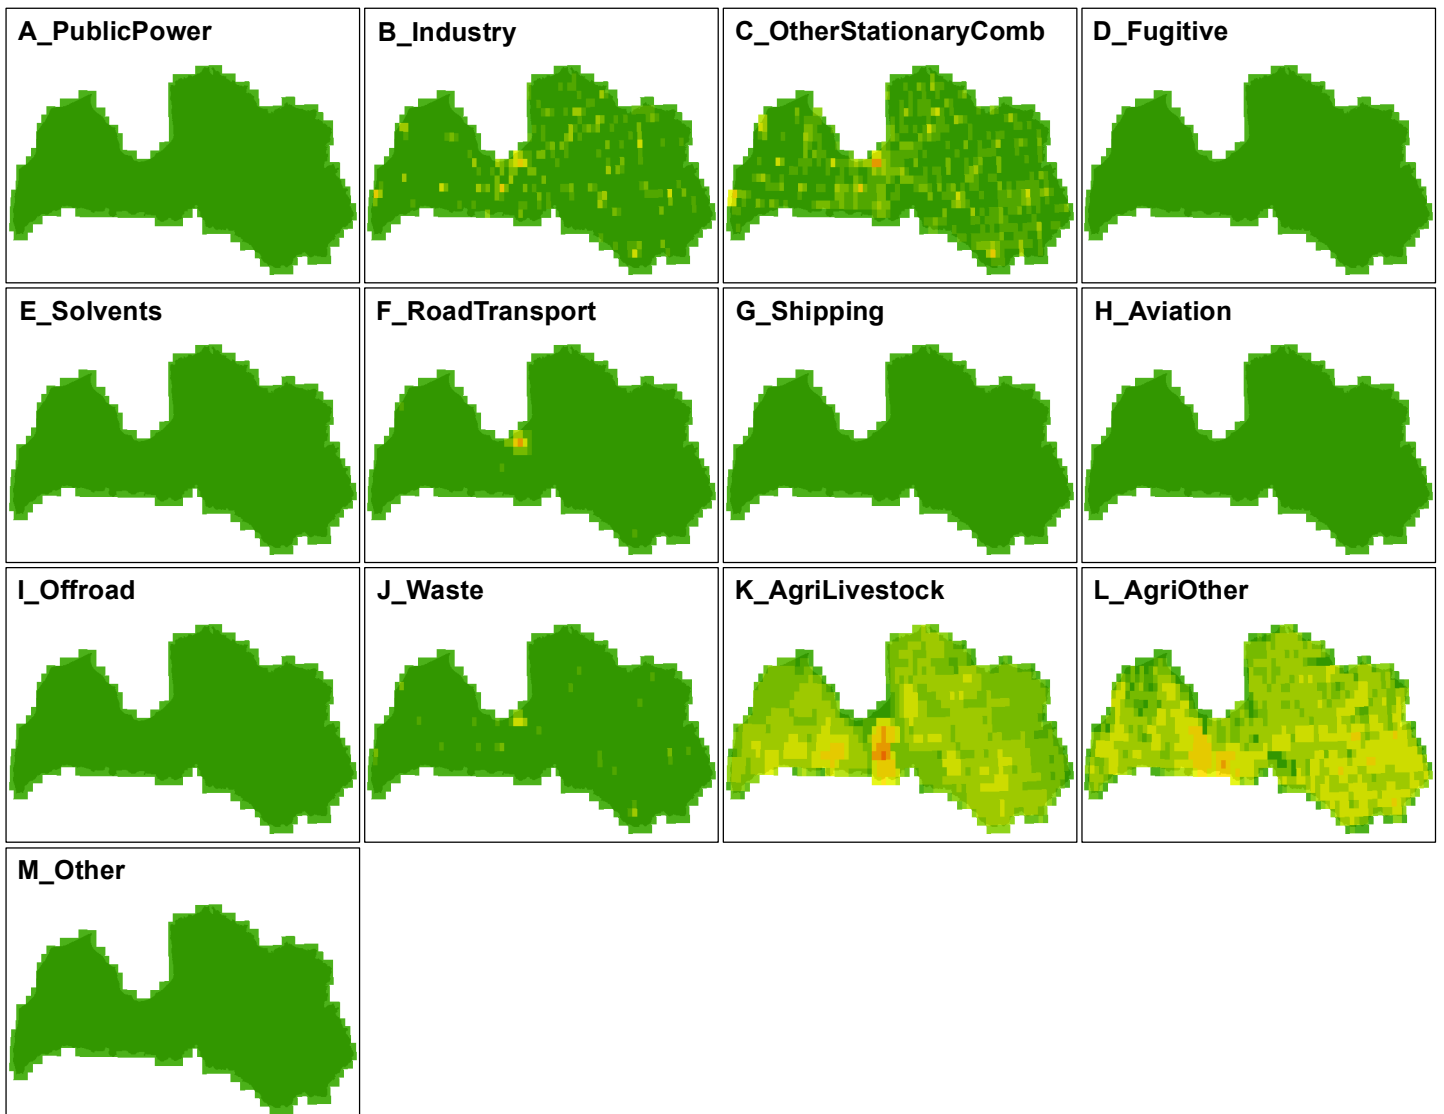 A_PublicPower
B_Industry
C_OtherStationaryComb
D_Fugitive
E_Solvents
F_RoadTransport
G_Shipping
H_Aviation
I_Offroad
J_Waste
K_AgriLivestock
L_AgriOther
M_Other